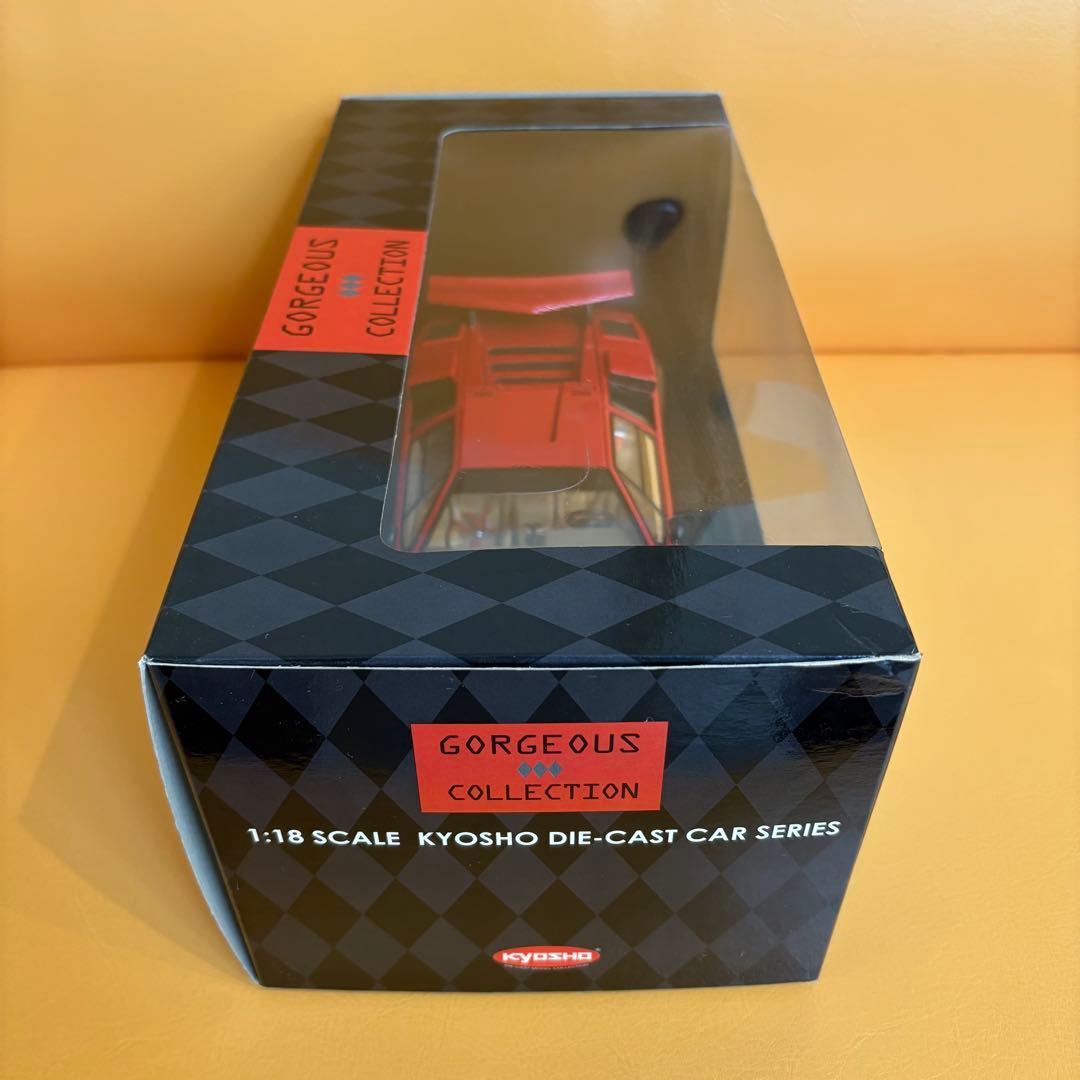 GORGEOUS
COLLECTION
GORGEOUS
COLLECTION
1:18 SCALE KYOSHO DIE-CAST CAR SERIES
KYOSHO